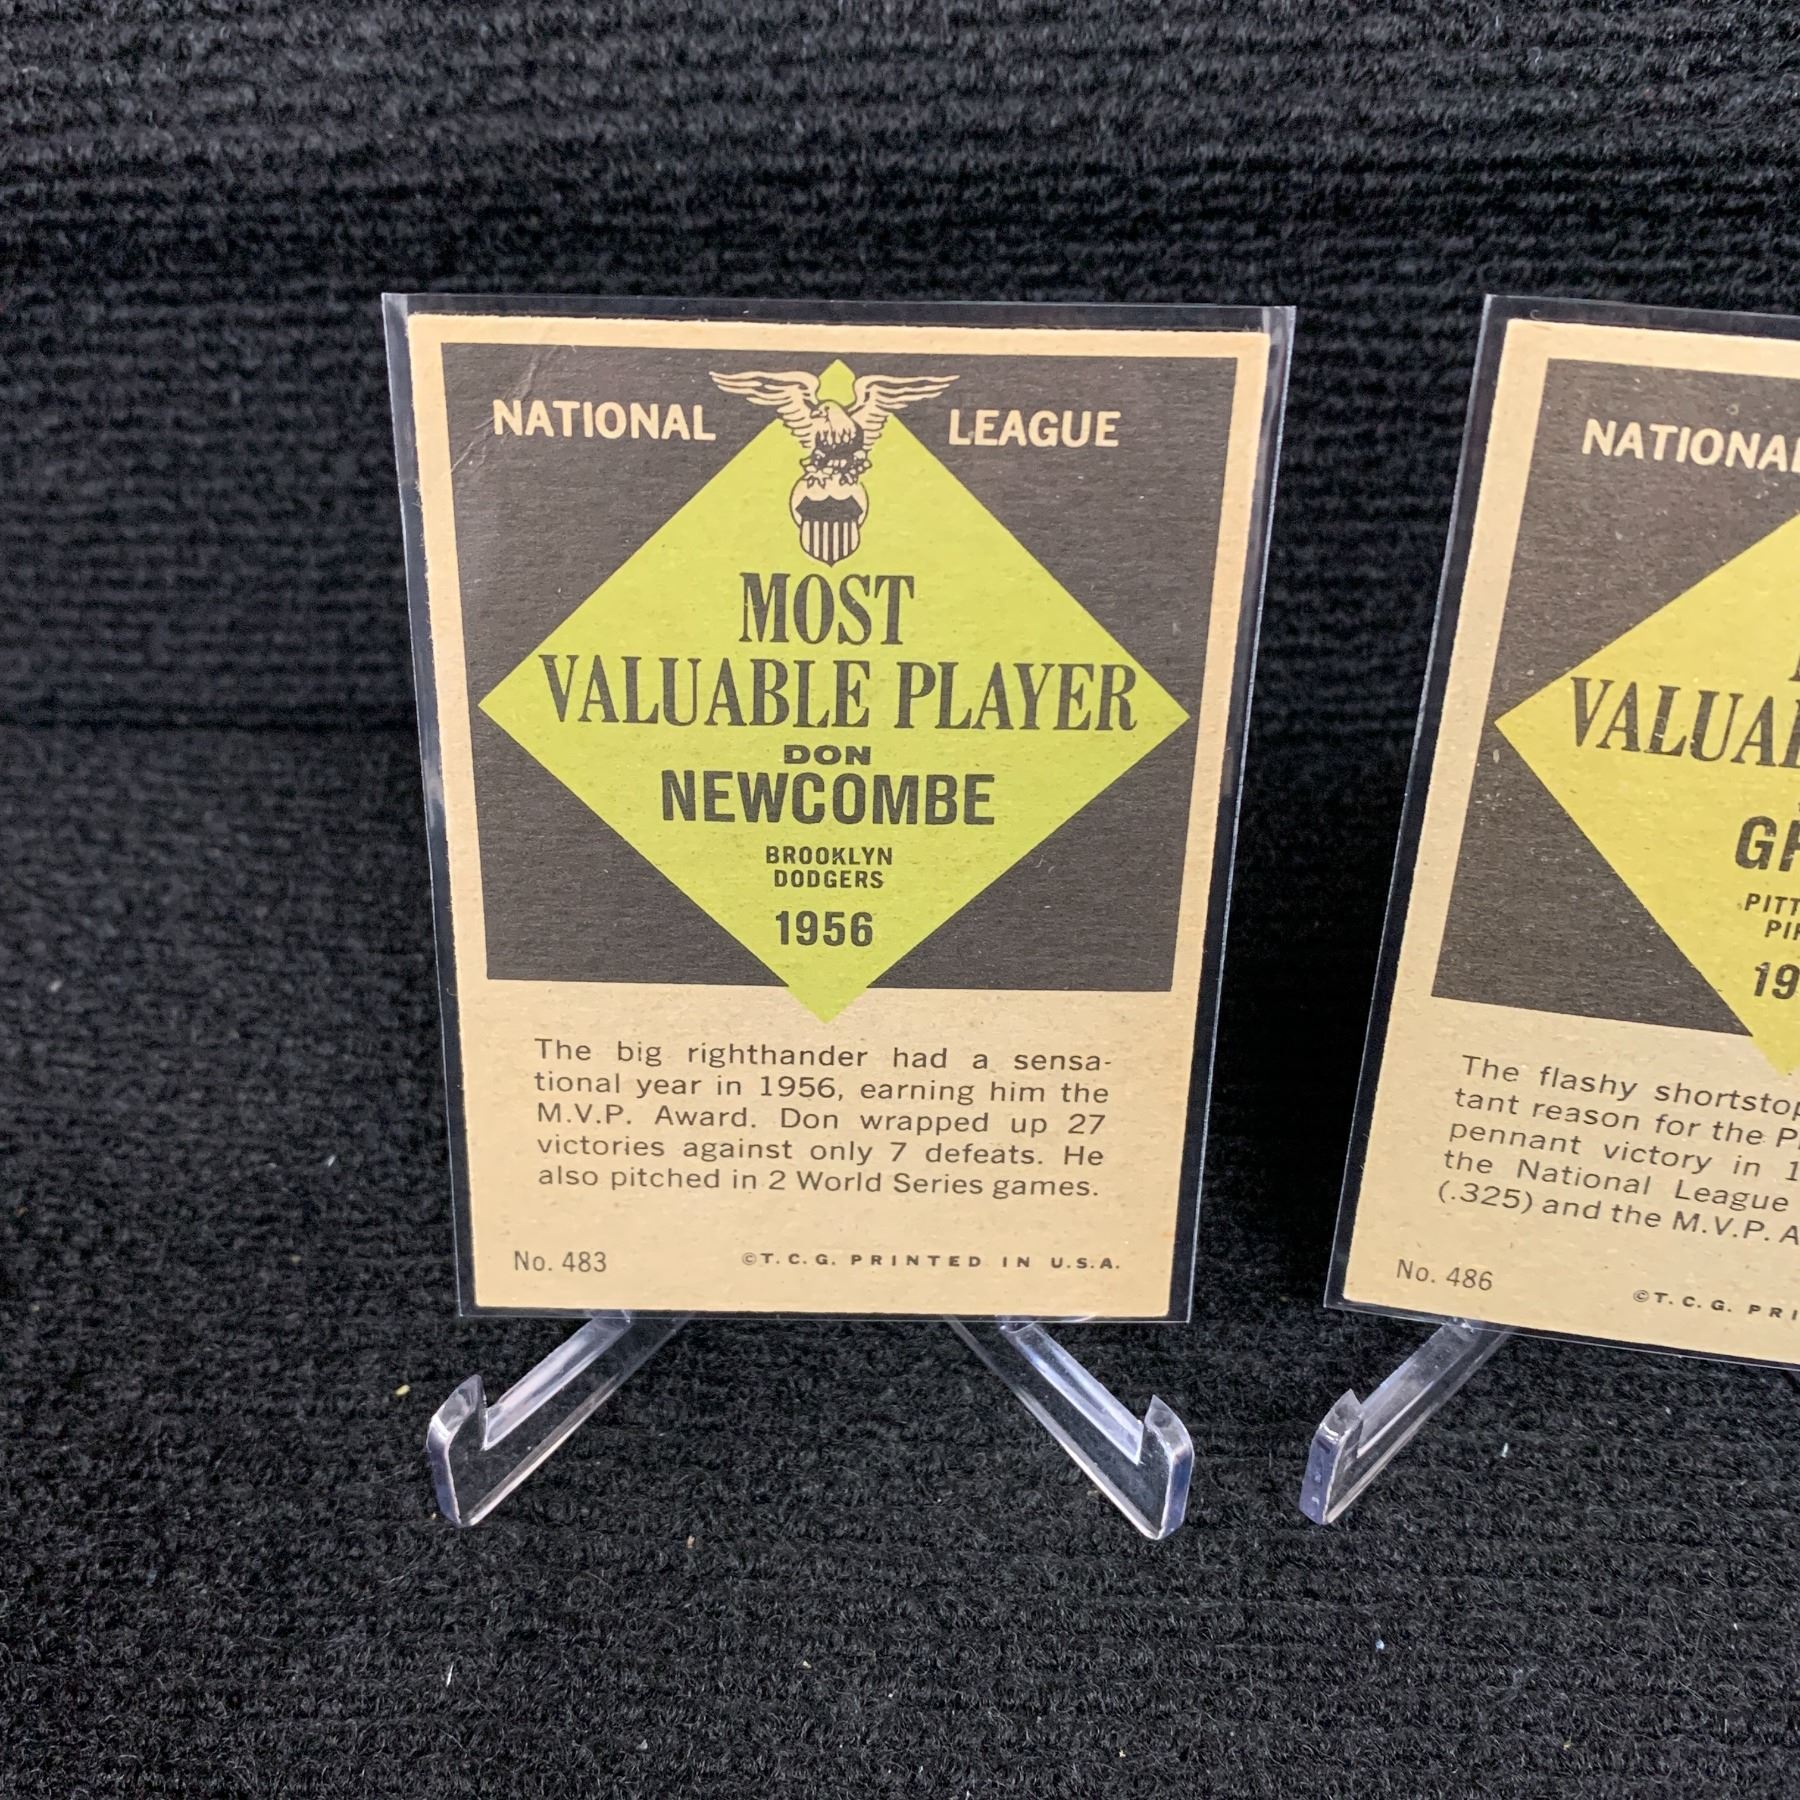 NATIONAL LEAGUE
MOST
VALUABLE PLAYER
DON
NEWCOMBE
BROOKLYN
DODGERS
1956
The big righthander had a sensa-
tional year in 1956, earning him the
M.V.P. Award. Don wrapped up 27
victories against only 7 defeats. He
also pitched in 2 World Series games.
No. 483 ©T.C.G. PRINTED IN U.S.A.
NATIONAL
The flashy
tant reason for the
pennant victory in
the National League
(.325) and the M.V.P.
No. 486
©T.C.G.